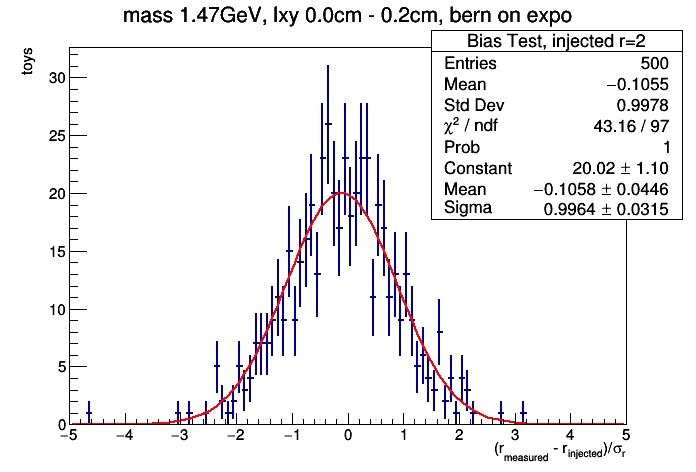 mass 1.47GeV, lxy 0.0cm - 0.2cm, bern on expo
Bias Test, injected r=2
Entries 500
Mean −0.1055
Std Dev 0.9978
χ² / ndf 43.16 / 97
Prob 1
Constant 20.02 ± 1.10
Mean −0.1058 ± 0.0446
Sigma 0.9964 ± 0.0315
toys
30
25
20
15
10
5
0
−5 −4 −3 −2 −1 0 1 2 3 4 5
(r_measured - r_injected)/σ_r